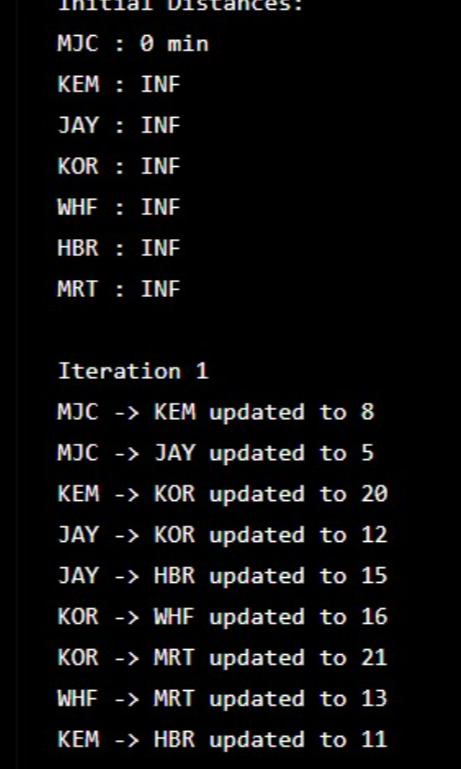 Initial Distances:
MJC : 0 min
KEM : INF
JAY : INF
KOR : INF
WHF : INF
HBR : INF
MRT : INF
Iteration 1
MJC -> KEM updated to 8
MJC -> JAY updated to 5
KEM -> KOR updated to 20
JAY -> KOR updated to 12
JAY -> HBR updated to 15
KOR -> WHF updated to 16
KOR -> MRT updated to 21
WHF -> MRT updated to 13
KEM -> HBR updated to 11